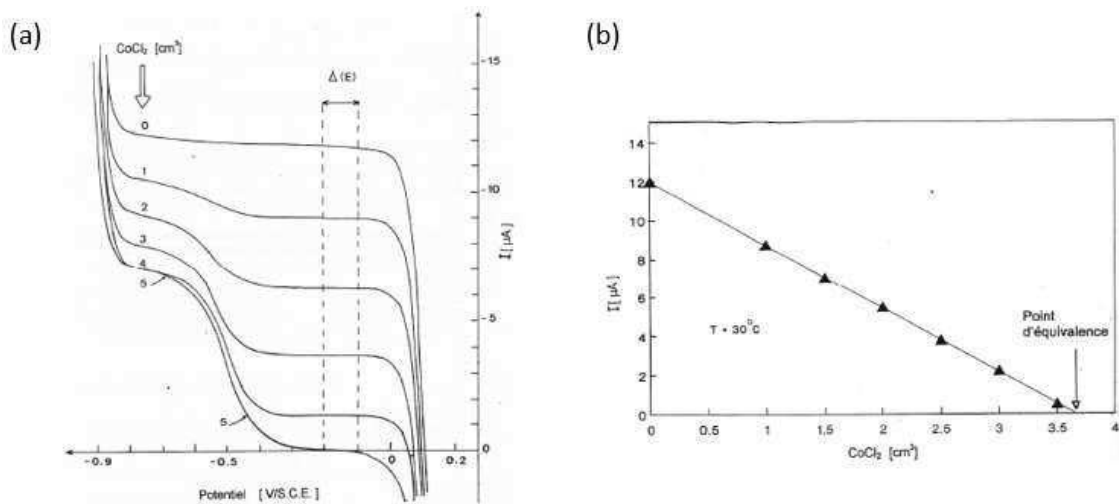 (a)
CoCl₂ [cm³]
Δ(E)
0
1
2
3
4
5
5
-15
-10
-5
0
I [µA]
-0.9
-0.5
0
0.2
Potentiel [V/S.C.E.]
(b)
I [µA]
14
12
10
8
6
4
2
0
T = 30°C
Point
d'équivalence
0
0.5
1
1.5
2
2.5
3
3.5
4
CoCl₂ [cm³]